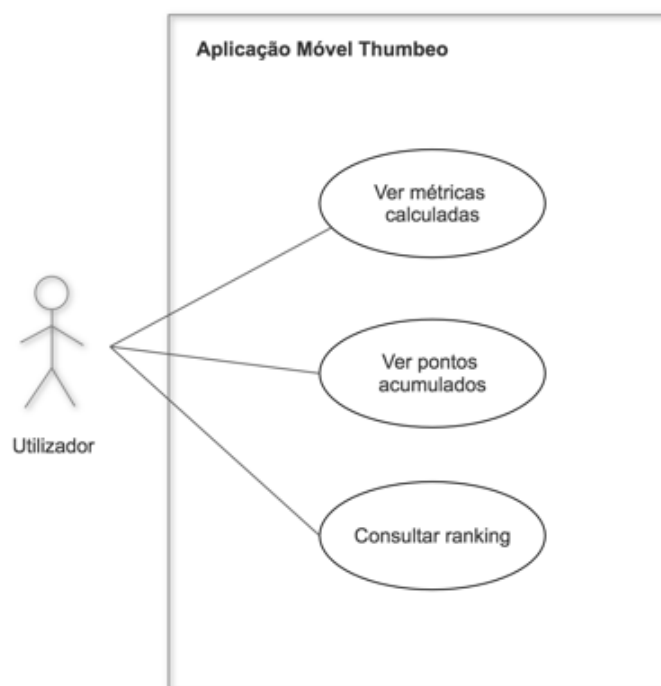 Aplicação Móvel Thumbeo
Ver métricas
calculadas
Ver pontos
acumulados
Utilizador
Consultar ranking